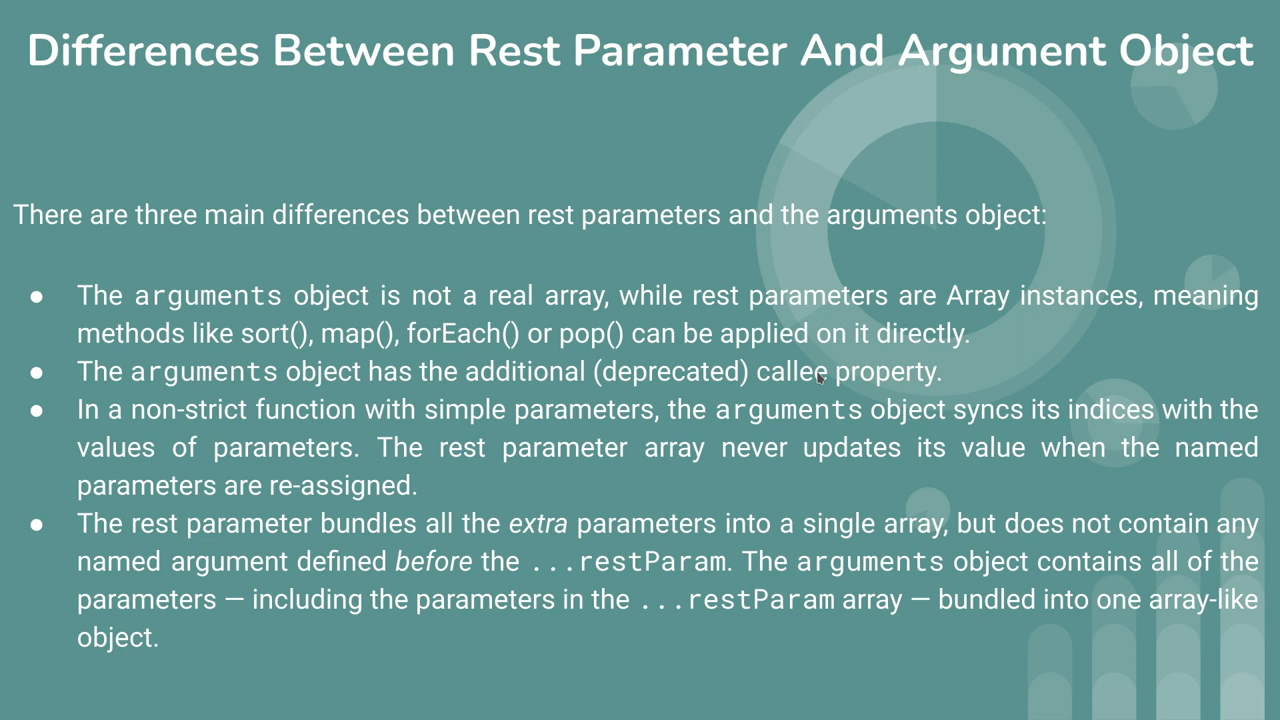 Differences Between Rest Parameter And Argument Object
There are three main differences between rest parameters and the arguments object:
● The arguments object is not a real array, while rest parameters are Array instances, meaning
methods like sort(), map(), forEach() or pop() can be applied on it directly.
● The arguments object has the additional (deprecated) callee property.
● In a non-strict function with simple parameters, the arguments object syncs its indices with the
values of parameters. The rest parameter array never updates its value when the named
parameters are re-assigned.
● The rest parameter bundles all the extra parameters into a single array, but does not contain any
named argument defined before the ...restParam. The arguments object contains all of the
parameters — including the parameters in the ...restParam array — bundled into one array-like
object.